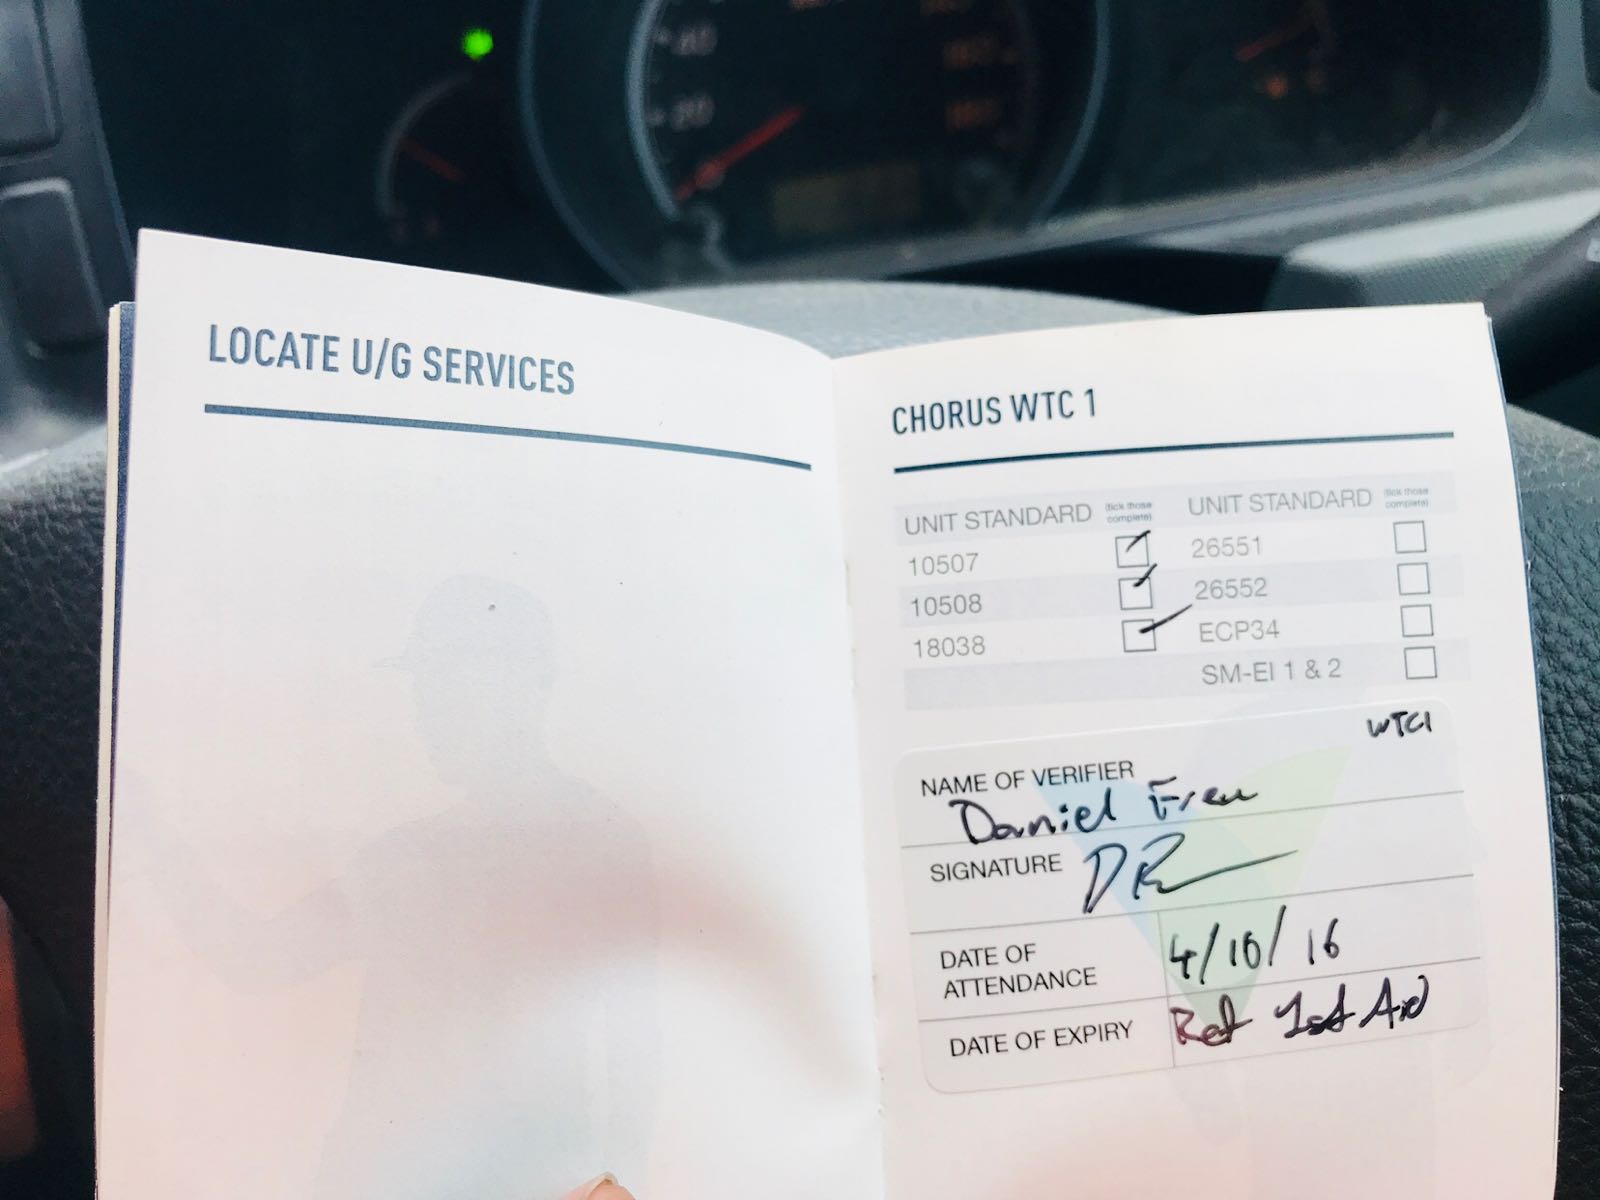 LOCATE U/G SERVICES
CHORUS WTC 1
UNIT STANDARD (tick those complete) UNIT STANDARD (tick those complete)
10507 26551
10508 26552
18038 ECP34
SM-EI 1 & 2
WTC1
NAME OF VERIFIER
Daniel
SIGNATURE
DATE OF
ATTENDANCE 4/10/16
DATE OF EXPIRY Ref 1st Aid
20